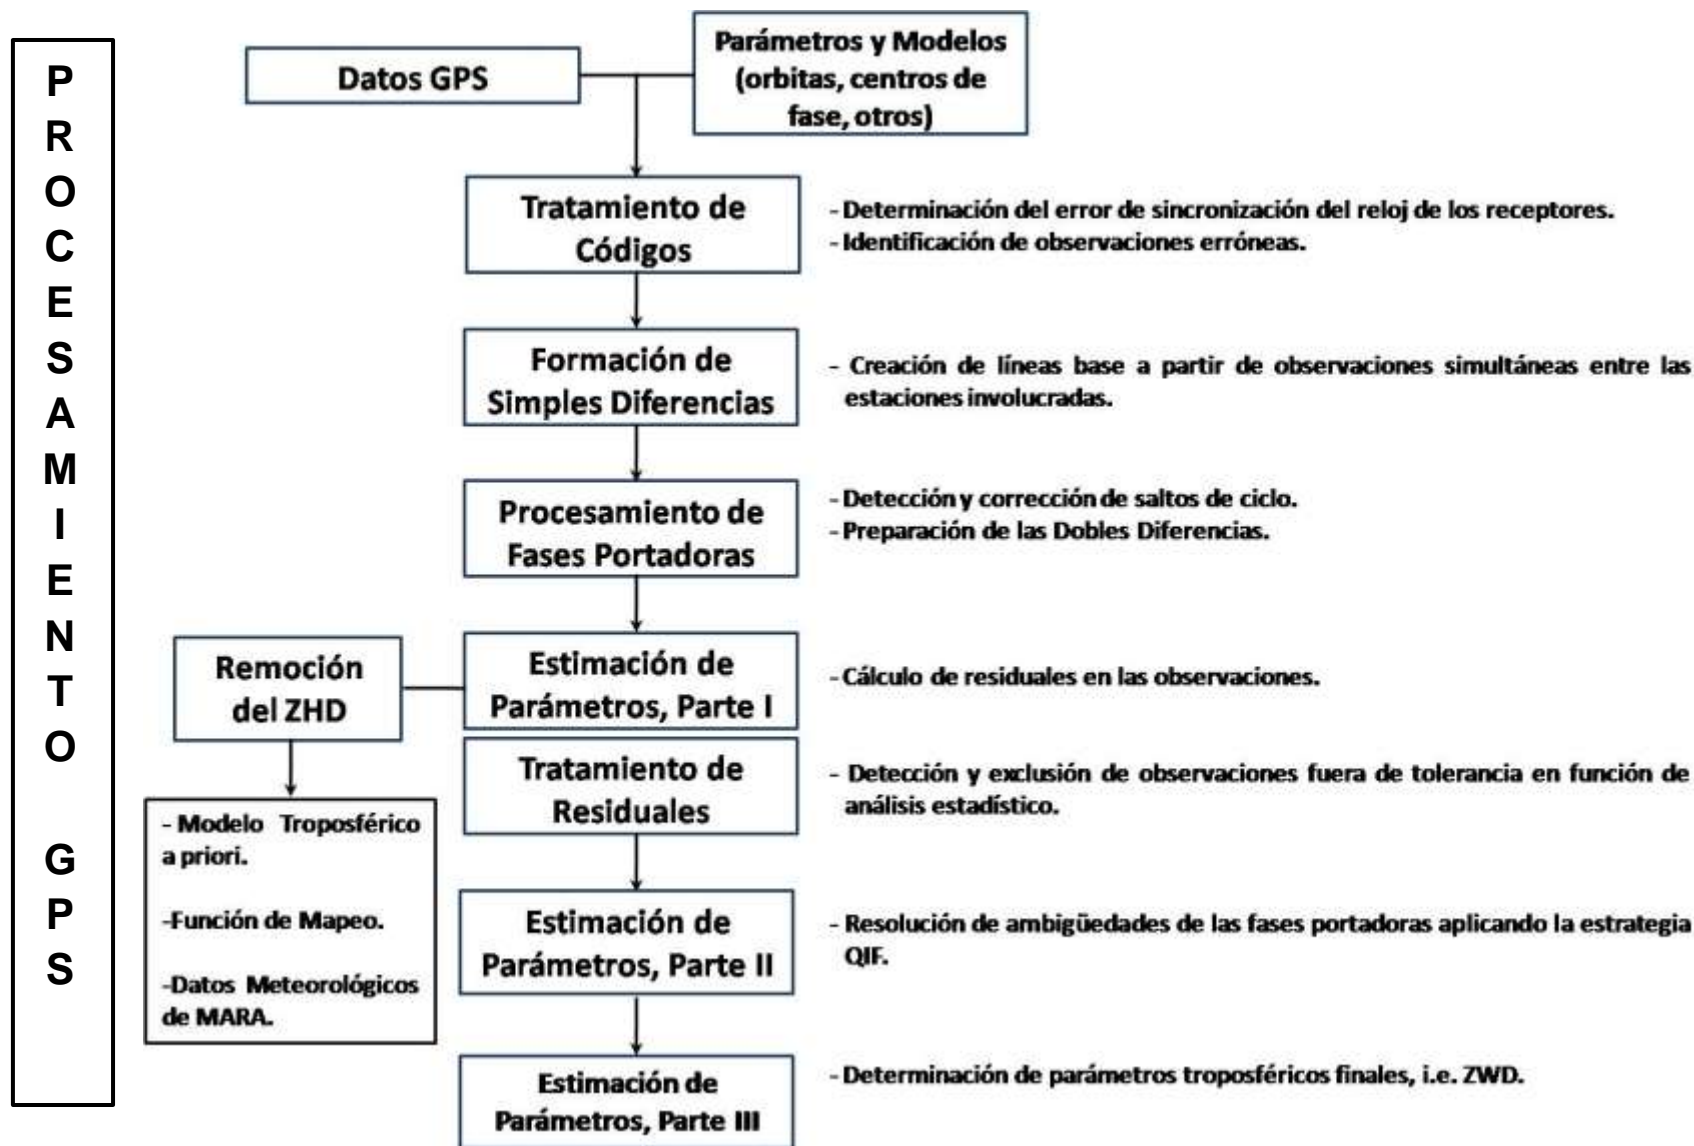 PROCESAMIENTO GPS
Datos GPS
Parámetros y Modelos
(orbitas, centros de
fase, otros)
Tratamiento de
Códigos
- Determinación del error de sincronización del reloj de los receptores.
- Identificación de observaciones erróneas.
Formación de
Simples Diferencias
- Creación de líneas base a partir de observaciones simultáneas entre las
estaciones involucradas.
Procesamiento de
Fases Portadoras
- Detección y corrección de saltos de ciclo.
- Preparación de las Dobles Diferencias.
Remoción
del ZHD
Estimación de
Parámetros, Parte I
- Cálculo de residuales en las observaciones.
Tratamiento de
Residuales
- Detección y exclusión de observaciones fuera de tolerancia en función de
análisis estadístico.
- Modelo Troposférico
a priori.
-Función de Mapeo.
-Datos Meteorológicos
de MARA.
Estimación de
Parámetros, Parte II
- Resolución de ambigüedades de las fases portadoras aplicando la estrategia
QIF.
Estimación de
Parámetros, Parte III
- Determinación de parámetros troposféricos finales, i.e. ZWD.